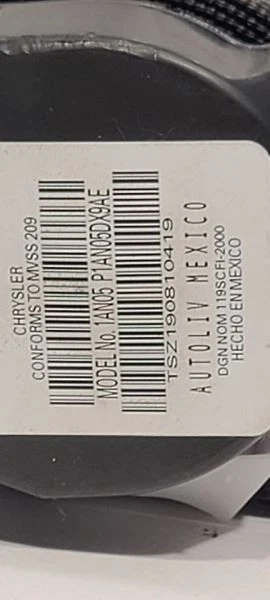 CHRYSLER
CONFORMS TO MVSS 209
MODEL No. 1AN05 P1AN05DX9AE
TSZ190810419
AUTOLIV MEXICO
DGN NOM 119SCFI-2000
HECHO EN MEXICO